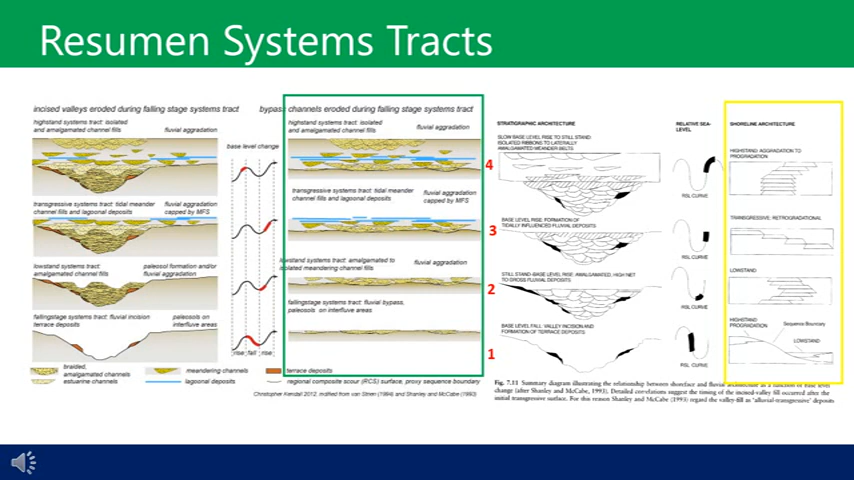 Resumen Systems Tracts
incised valleys eroded during falling stage systems tract
bypass channels eroded during falling stage systems tract
highstand systems tract: isolated
and amalgamated channel fills
fluvial aggradation
base level change
transgressive systems tract: tidal meander
channel fills and lagoonal deposits
fluvial aggradation
capped by MFS
lowstand systems tract:
amalgamated channel fills
paleosol formation and/or
fluvial aggradation
fallingstage systems tract: fluvial incision
terrace deposits
paleosols on
interfluve areas
rise fall rise
highstand systems tract: isolated
and amalgamated channel fills
fluvial aggradation
transgressive systems tract: tidal meander
channel fills and lagoonal deposits
fluvial aggradation
capped by MFS
lowstand systems tract: amalgamated to
isolated meandering channel fills
fluvial aggradation
fallingstage systems tract: fluvial bypass,
paleosols on interfluve areas
braided,
amalgamated channels
estuarine channels
meandering channels
lagoonal deposits
terrace deposits
regional composite scour (RCS) surface, proxy sequence boundary
Christopher Kendall 2012, modified from van Streer (1994) and Shanley and McCabe (1993)
4
3
2
1
STRATIGRAPHIC ARCHITECTURE
RELATIVE SEA-
LEVEL
SHORELINE ARCHITECTURE
SLOW BASE LEVEL RISE TO STILL STAND:
ISOLATED RIBBONS TO LATERALLY
AMALGAMATED MEANDER BELTS
RSL CURVE
HIGHSTAND AGGRADATION TO
PROGRADATION
BASE LEVEL RISE: FORMATION OF
TIDALLY INFLUENCED FLUVIAL DEPOSITS
RSL CURVE
TRANSGRESSIVE: RETROGRADATIONAL
STILL STAND-BASE LEVEL RISE: AMALGAMATED, HIGH NET
TO GROSS FLUVIAL DEPOSITS
RSL CURVE
LOWSTAND
BASE LEVEL FALL: VALLEY INCISION AND
FORMATION OF TERRACE DEPOSITS
RSL CURVE
HIGHSTAND
PROGRADATION
Sequence Boundary
LOWSTAND
Fig. 7.11 Summary diagram illustrating the relationship between shoreface and fluvial architecture as a function of base level
change (after Shanley and McCabe, 1993). Detailed correlations suggest the timing of the incised-valley fill occurred after the
initial transgressive surface. For this reason Shanley and McCabe (1993) regard the valley-fill as 'alluvial-transgressive' deposits